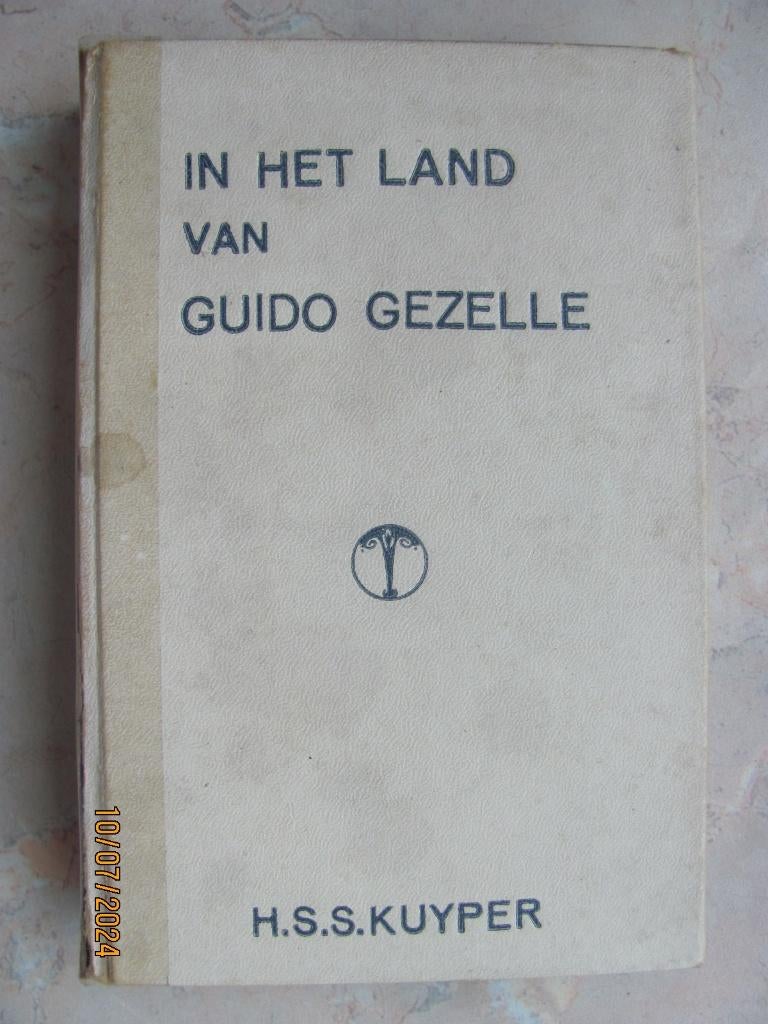 IN HET LAND
VAN
GUIDO GEZELLE
H.S.S.KUYPER
10/07/2024